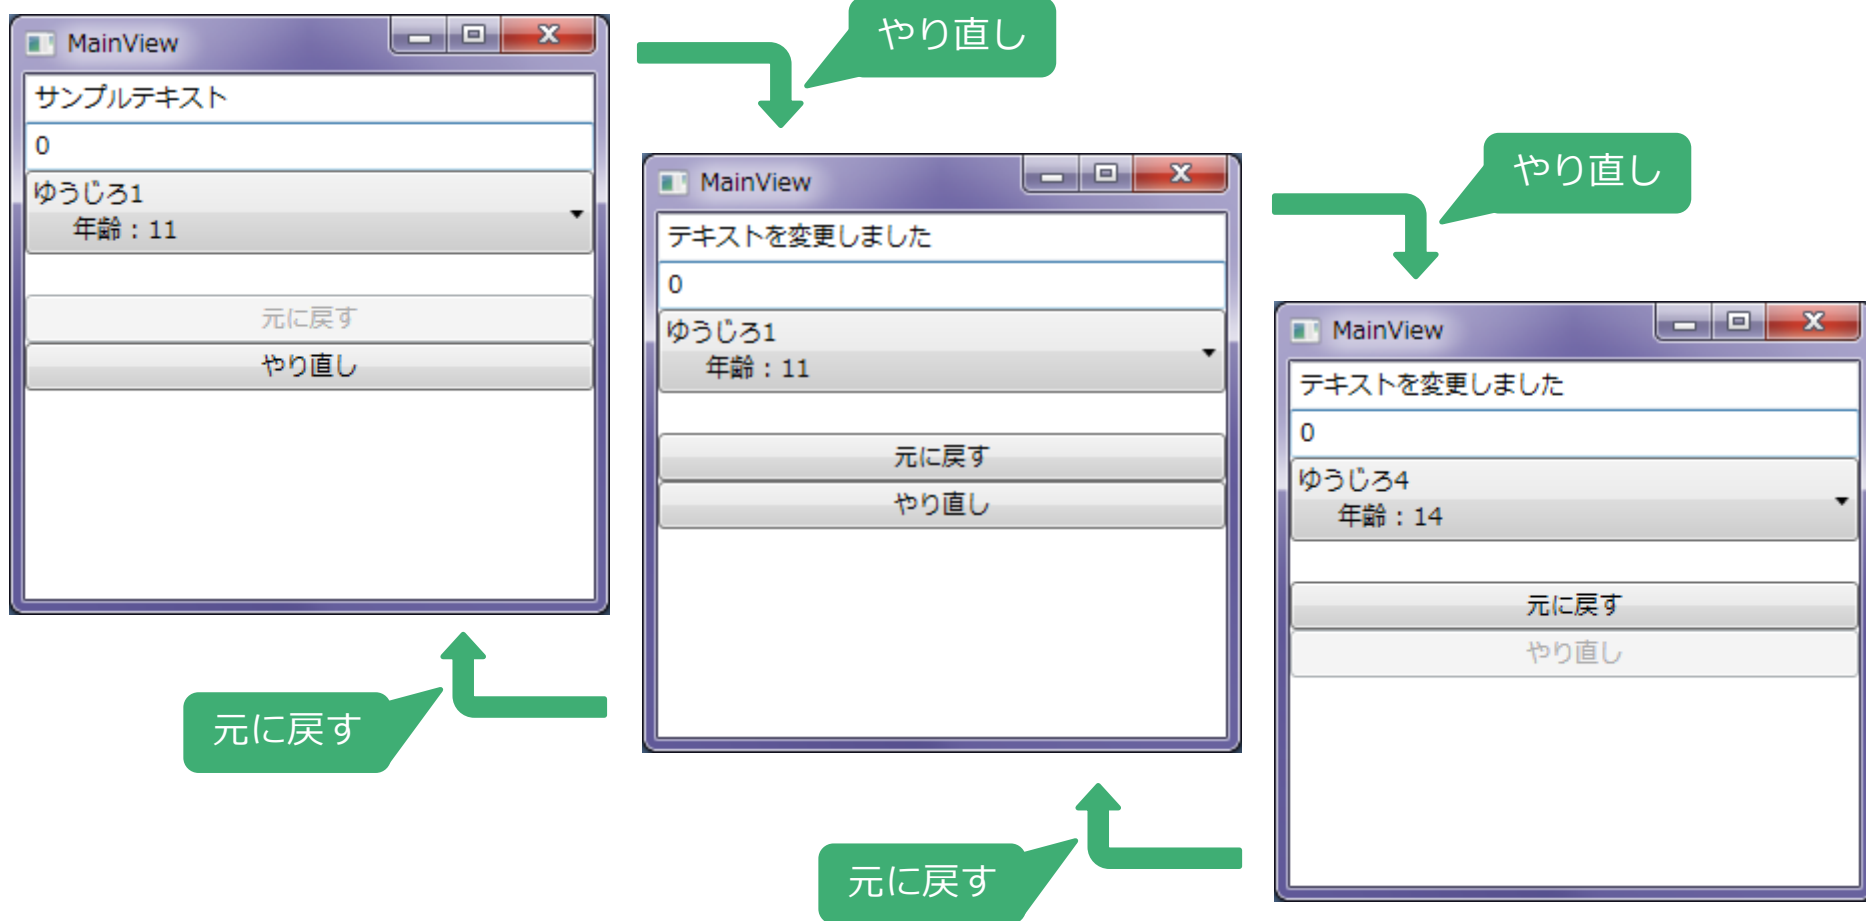 MainView
サンプルテキスト
0
ゆうじろ1
年齢：11
元に戻す
やり直し
やり直し
MainView
テキストを変更しました
0
ゆうじろ1
年齢：11
元に戻す
やり直し
やり直し
MainView
テキストを変更しました
0
ゆうじろ4
年齢：14
元に戻す
やり直し
元に戻す
元に戻す